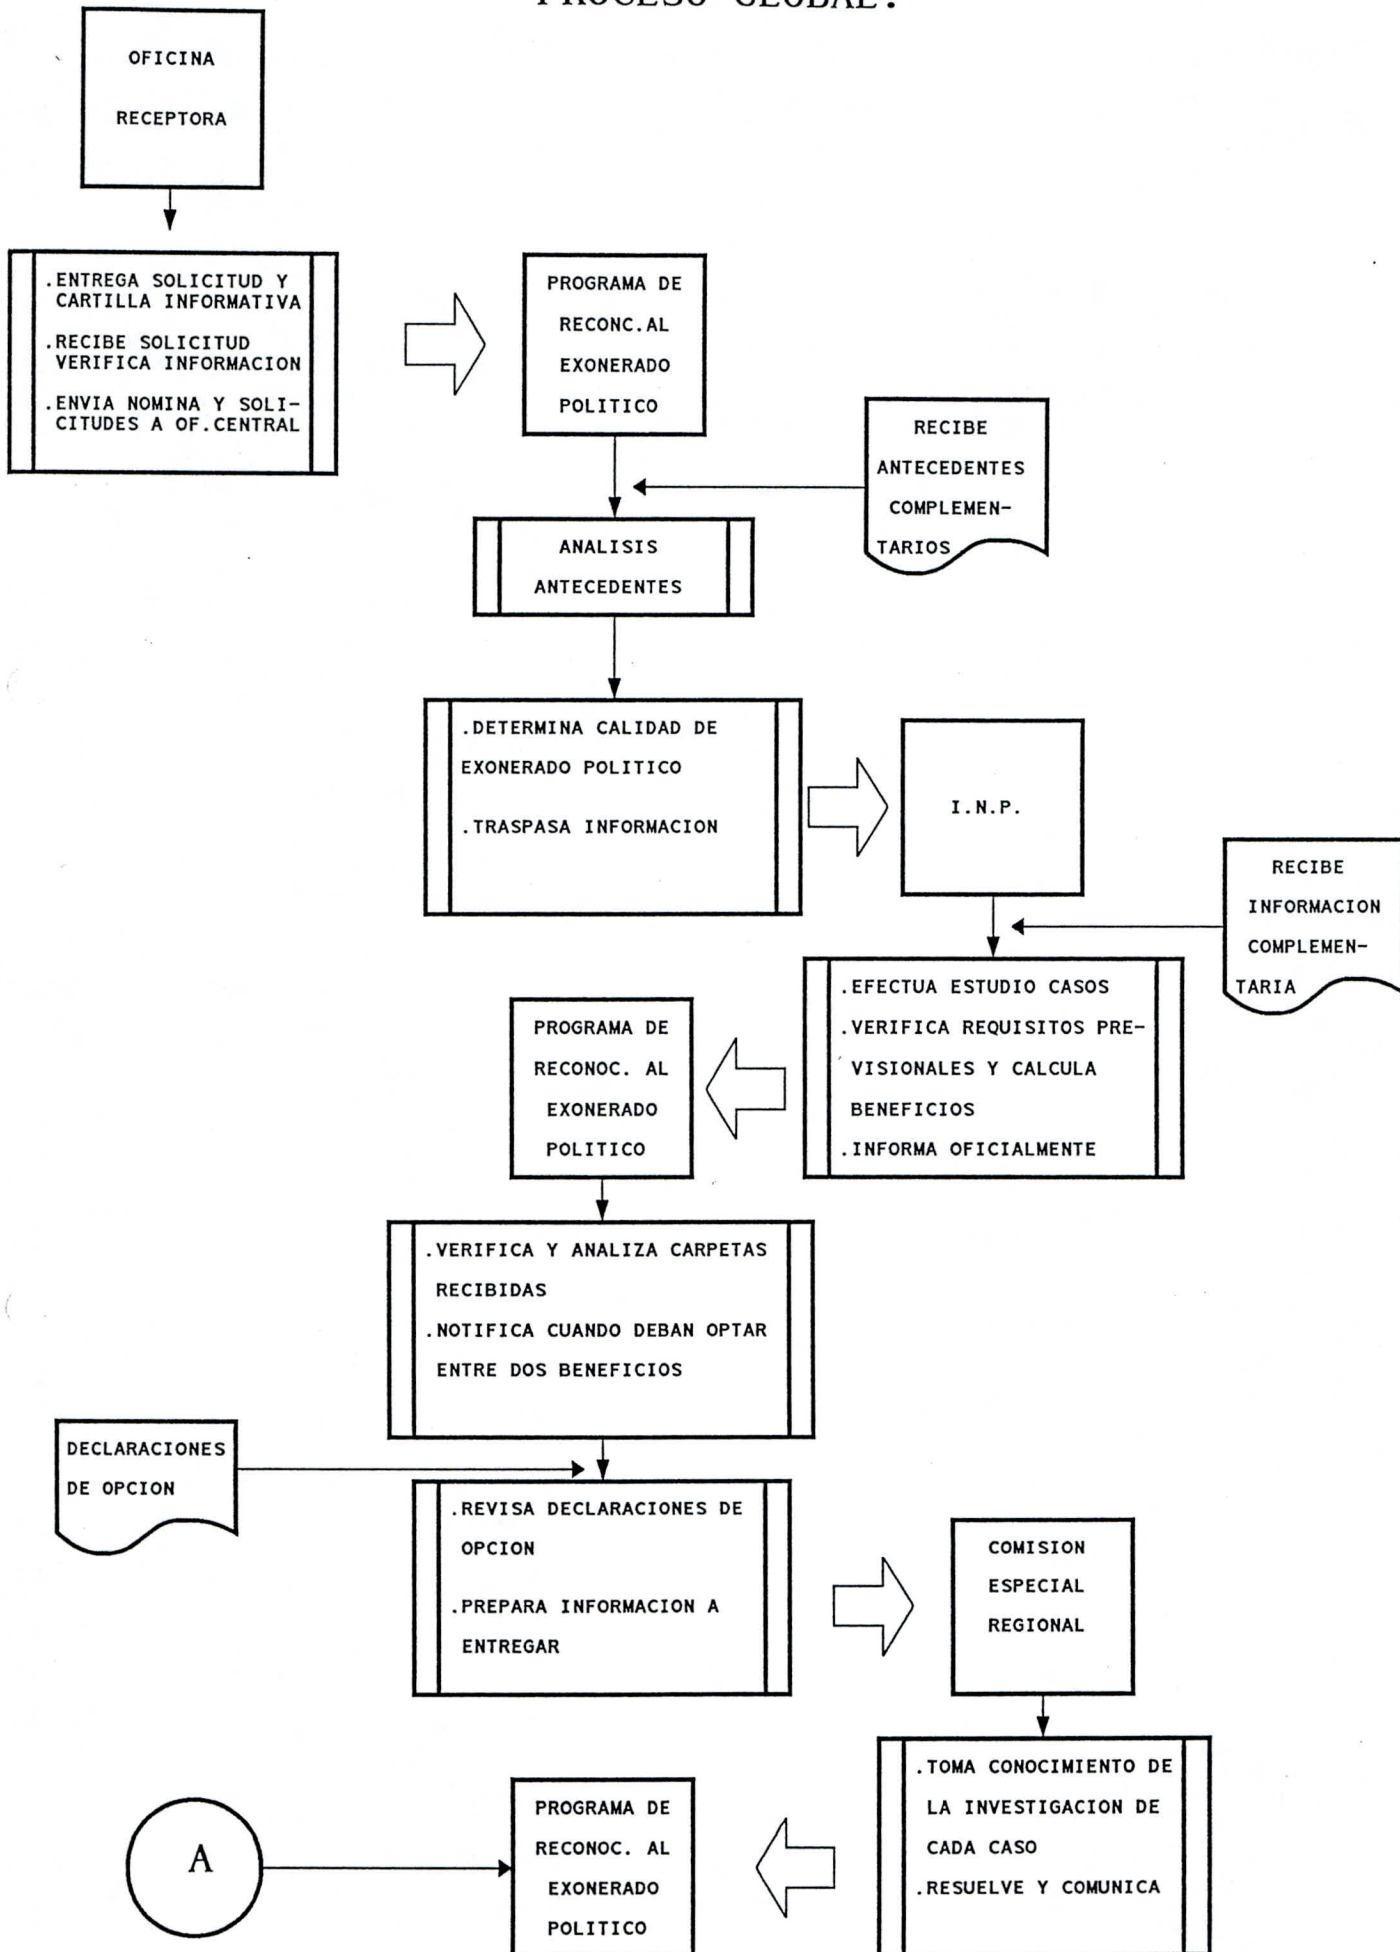 PROCESO GLOBAL.
OFICINA
RECEPTORA
.ENTREGA SOLICITUD Y
CARTILLA INFORMATIVA
.RECIBE SOLICITUD
VERIFICA INFORMACION
.ENVIA NOMINA Y SOLI-
CITUDES A OF.CENTRAL
PROGRAMA DE
RECONC.AL
EXONERADO
POLITICO
RECIBE
ANTECEDENTES
COMPLEMEN-
TARIOS
ANALISIS
ANTECEDENTES
.DETERMINA CALIDAD DE
EXONERADO POLITICO
.TRASPASA INFORMACION
I.N.P.
RECIBE
INFORMACION
COMPLEMEN-
TARIA
.EFECTUA ESTUDIO CASOS
.VERIFICA REQUISITOS PRE-
VISIONALES Y CALCULA
BENEFICIOS
.INFORMA OFICIALMENTE
PROGRAMA DE
RECONOC. AL
EXONERADO
POLITICO
.VERIFICA Y ANALIZA CARPETAS
RECIBIDAS
.NOTIFICA CUANDO DEBAN OPTAR
ENTRE DOS BENEFICIOS
DECLARACIONES
DE OPCION
.REVISA DECLARACIONES DE
OPCION
.PREPARA INFORMACION A
ENTREGAR
COMISION
ESPECIAL
REGIONAL
.TOMA CONOCIMIENTO DE
LA INVESTIGACION DE
CADA CASO
.RESUELVE Y COMUNICA
PROGRAMA DE
RECONOC. AL
EXONERADO
POLITICO
A